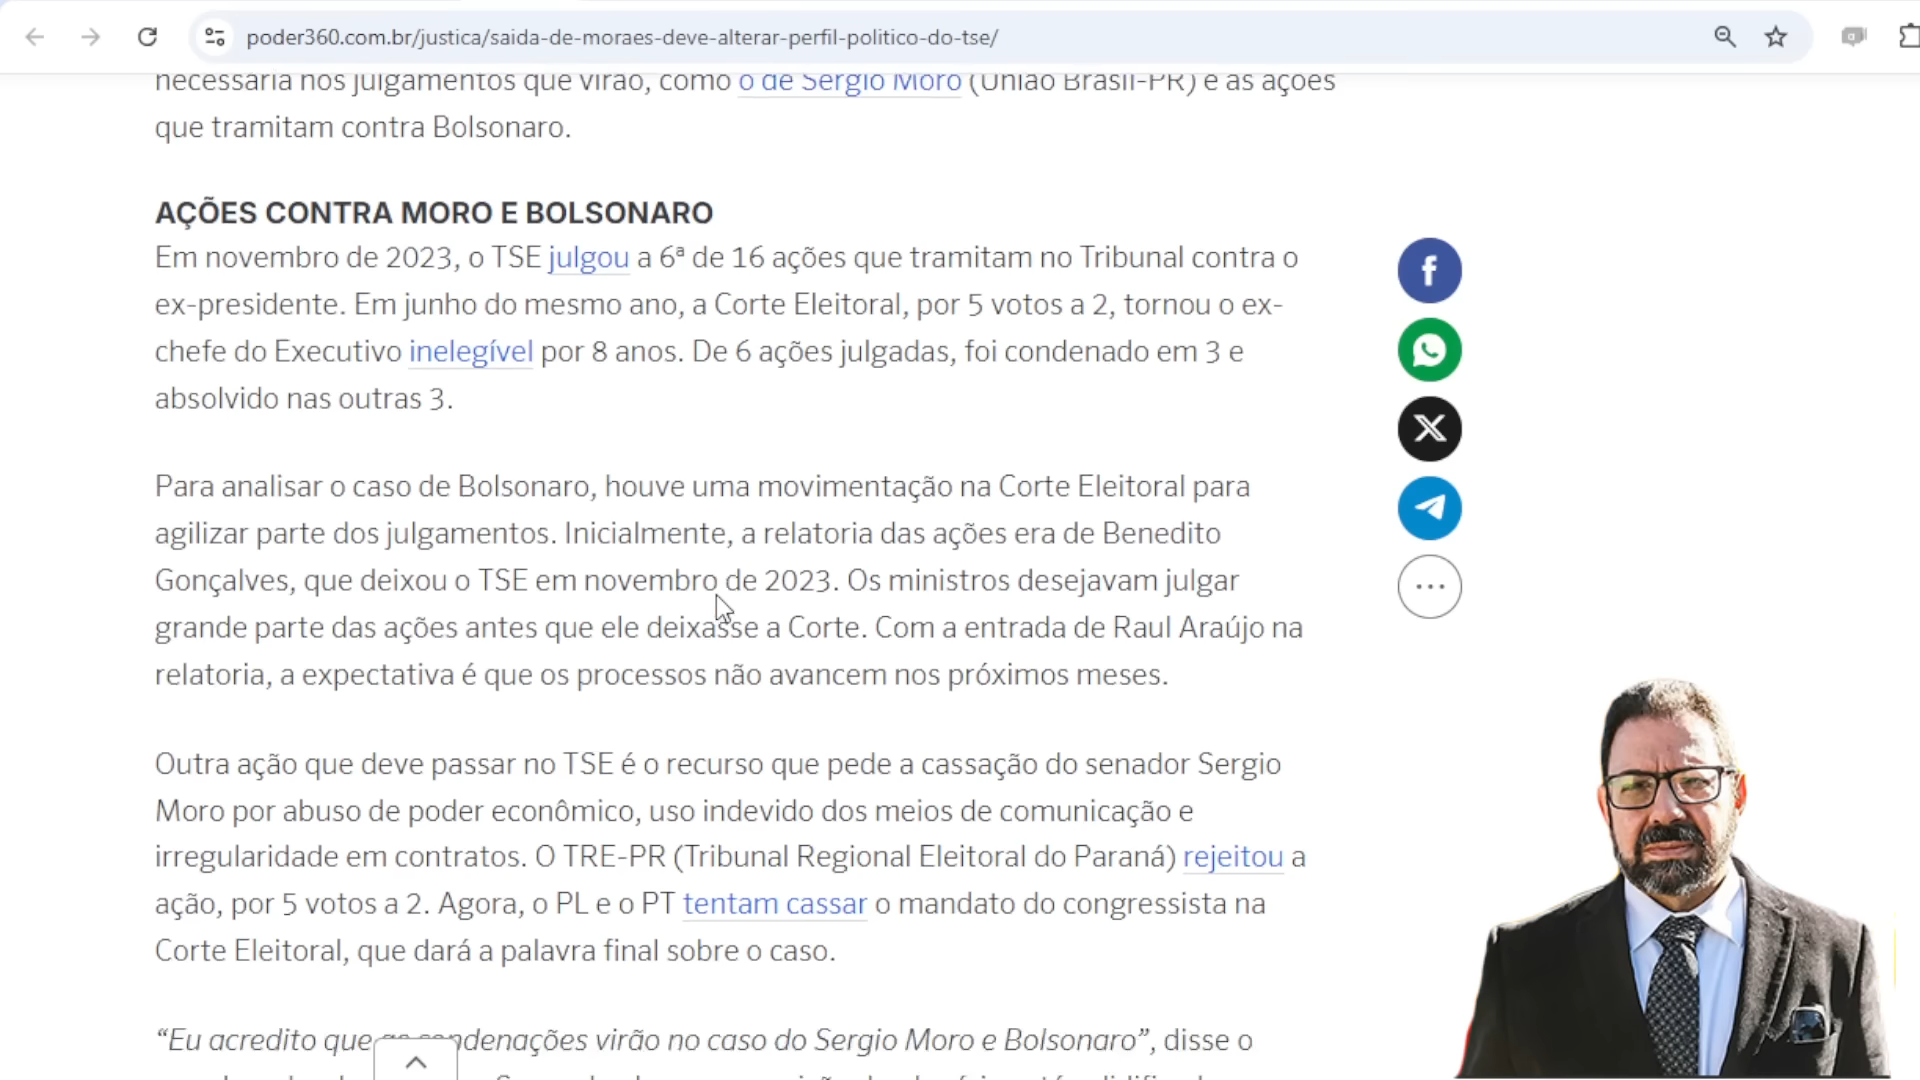 poder360.com.br/justica/saida-de-moraes-deve-alterar-perfil-politico-do-tse/
necessária nos julgamentos que virão, como o de Sergio Moro (União Brasil-PR) e as ações
que tramitam contra Bolsonaro.
AÇÕES CONTRA MORO E BOLSONARO
Em novembro de 2023, o TSE julgou a 6ª de 16 ações que tramitam no Tribunal contra o
ex-presidente. Em junho do mesmo ano, a Corte Eleitoral, por 5 votos a 2, tornou o ex-
chefe do Executivo inelegível por 8 anos. De 6 ações julgadas, foi condenado em 3 e
absolvido nas outras 3.
Para analisar o caso de Bolsonaro, houve uma movimentação na Corte Eleitoral para
agilizar parte dos julgamentos. Inicialmente, a relatoria das ações era de Benedito
Gonçalves, que deixou o TSE em novembro de 2023. Os ministros desejavam julgar
grande parte das ações antes que ele deixasse a Corte. Com a entrada de Raul Araújo na
relatoria, a expectativa é que os processos não avancem nos próximos meses.
Outra ação que deve passar no TSE é o recurso que pede a cassação do senador Sergio
Moro por abuso de poder econômico, uso indevido dos meios de comunicação e
irregularidade em contratos. O TRE-PR (Tribunal Regional Eleitoral do Paraná) rejeitou a
ação, por 5 votos a 2. Agora, o PL e o PT tentam cassar o mandato do congressista na
Corte Eleitoral, que dará a palavra final sobre o caso.
“Eu acredito que as condenações virão no caso do Sergio Moro e Bolsonaro”, disse o